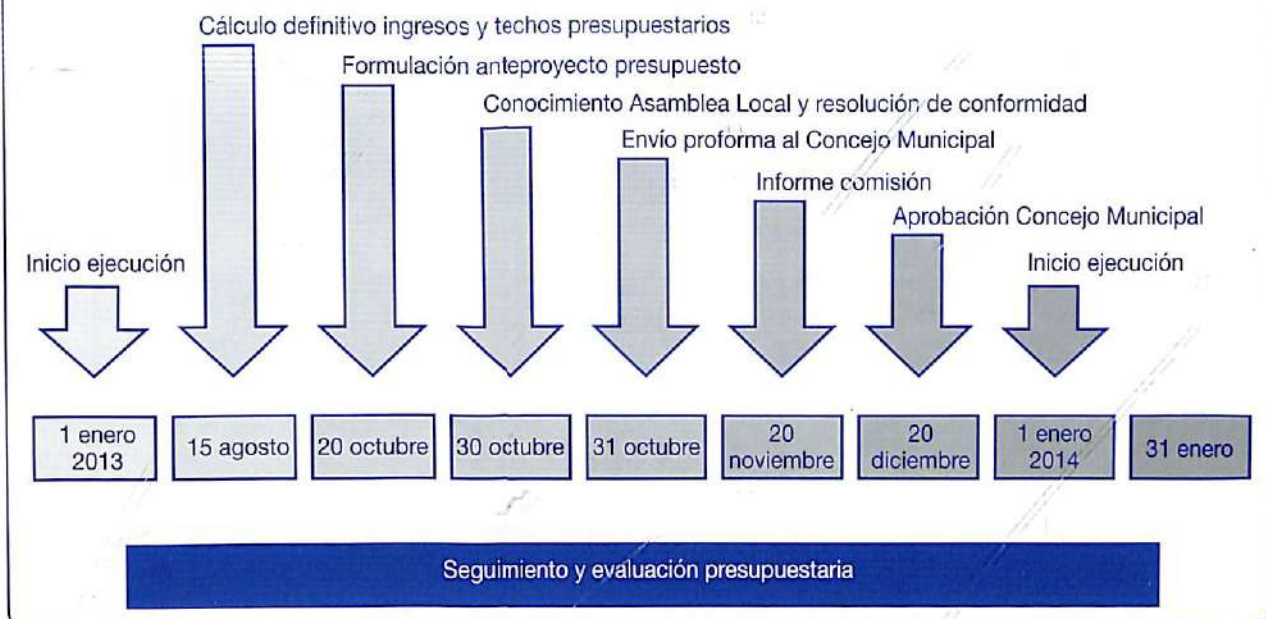 Cálculo definitivo ingresos y techos presupuestarios
Formulación anteproyecto presupuesto
Conocimiento Asamblea Local y resolución de conformidad
Envío proforma al Concejo Municipal
Informe comisión
Aprobación Concejo Municipal
Inicio ejecución
Inicio ejecución
1 enero
2013
15 agosto
20 octubre
30 octubre
31 octubre
20
noviembre
20
diciembre
1 enero
2014
31 enero
Seguimiento y evaluación presupuestaria